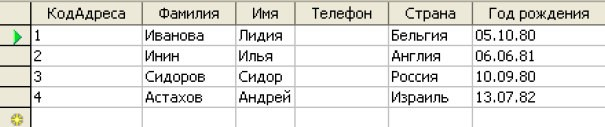 КодАдреса Фамилия Имя Телефон Страна Год рождения
1 Иванова Лидия Бельгия 05.10.80
2 Инин Илья Англия 06.06.81
3 Сидоров Сидор Россия 10.09.80
4 Астахов Андрей Израиль 13.07.82